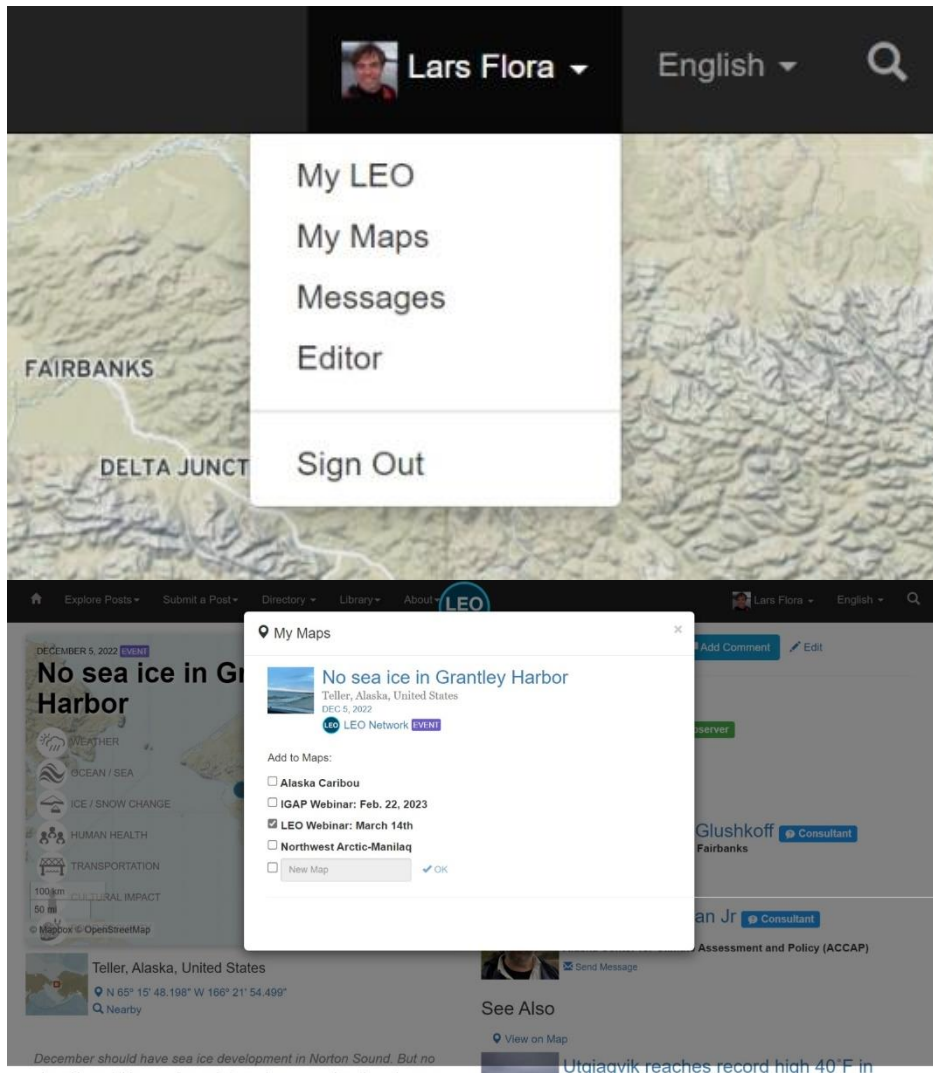 Lars Flora
English
My LEO
My Maps
Messages
Editor
Sign Out
FAIRBANKS
DELTA JUNCT
Explore Posts
Submit a Post
Directory
Library
About
LEO
Lars Flora
English
DECEMBER 5, 2022 EVENT
No sea ice in Gr
Harbor
WEATHER
OCEAN / SEA
ICE / SNOW CHANGE
HUMAN HEALTH
TRANSPORTATION
CULTURAL IMPACT
100 km
50 mi
© Mapbox © OpenStreetMap
My Maps
×
No sea ice in Grantley Harbor
Teller, Alaska, United States
DEC 5, 2022
LEO LEO Network EVENT
Add to Maps:
Alaska Caribou
IGAP Webinar: Feb. 22, 2023
LEO Webinar: March 14th
Northwest Arctic-Manilaq
New Map
OK
Add Comment
Edit
server
Glushkoff Consultant
Fairbanks
an Jr Consultant
Assessment and Policy (ACCAP)
Send Message
Teller, Alaska, United States
N 65° 15' 48.198" W 166° 21' 54.499"
Nearby
December should have sea ice development in Norton Sound. But no
See Also
View on Map
Utqiagvik reaches record high 40°F in